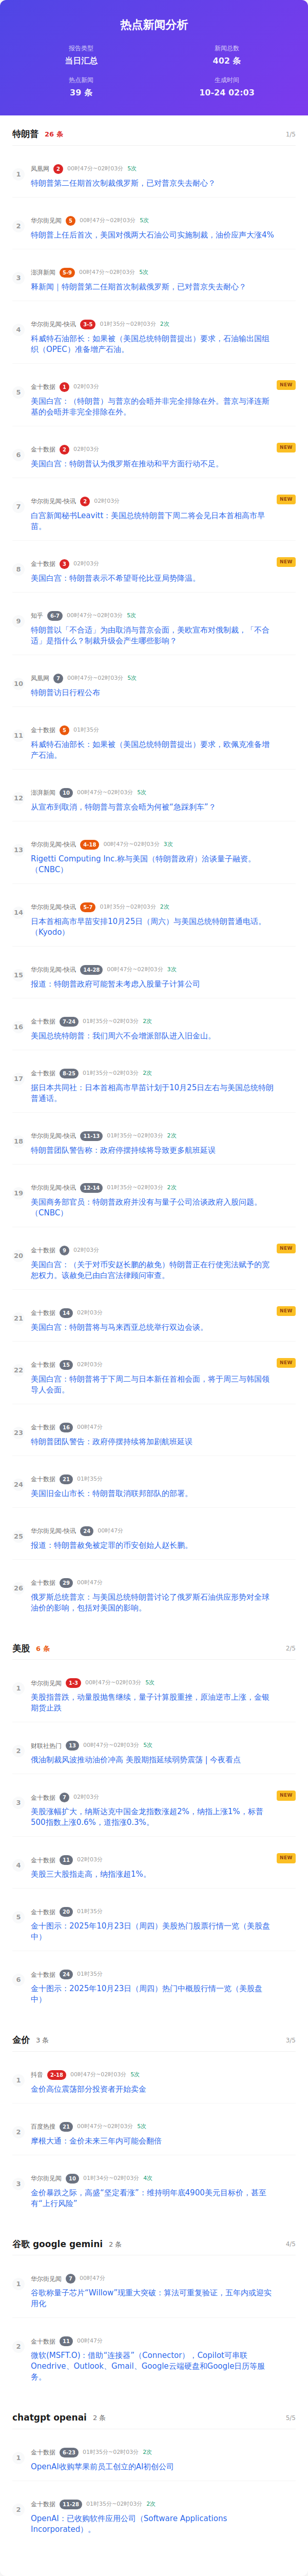 热点新闻分析
报告类型
当日汇总
新闻总数
402 条
热点新闻
39 条
生成时间
10-24 02:03
特朗普 26 条 1/5
1
凤凰网 2 00时47分~02时03分 5次
特朗普第二任期首次制裁俄罗斯，已对普京失去耐心？
2
华尔街见闻 5 00时47分~02时03分 5次
特朗普上任后首次，美国对俄两大石油公司实施制裁，油价应声大涨4%
3
澎湃新闻 5-9 00时47分~02时03分 5次
释新闻｜特朗普第二任期首次制裁俄罗斯，已对普京失去耐心？
4
华尔街见闻-快讯 3-5 01时35分~02时03分 2次
科威特石油部长：如果被（美国总统特朗普提出）要求，石油输出国组
织（OPEC）准备增产石油。
5
金十数据 1 02时03分 NEW
美国白宫：（特朗普）与普京的会晤并非完全排除在外。普京与泽连斯
基的会晤并非完全排除在外。
6
金十数据 2 02时03分 NEW
美国白宫：特朗普认为俄罗斯在推动和平方面行动不足。
7
华尔街见闻-快讯 2 02时03分 NEW
白宫新闻秘书Leavitt：美国总统特朗普下周二将会见日本首相高市早
苗。
8
金十数据 3 02时03分 NEW
美国白宫：特朗普表示不希望哥伦比亚局势降温。
9
知乎 6-7 00时47分~02时03分 5次
特朗普以「不合适」为由取消与普京会面，美欧宣布对俄制裁，「不合
适」是指什么？制裁升级会产生哪些影响？
10
凤凰网 7 00时47分~02时03分 5次
特朗普访日行程公布
11
金十数据 5 01时35分
科威特石油部长：如果被（美国总统特朗普提出）要求，欧佩克准备增
产石油。
12
澎湃新闻 10 00时47分~02时03分 5次
从宣布到取消，特朗普与普京会晤为何被“急踩刹车”？
13
华尔街见闻-快讯 4-18 00时47分~02时03分 3次
Rigetti Computing Inc.称与美国（特朗普政府）洽谈量子融资。
（CNBC）
14
华尔街见闻-快讯 5-7 01时35分~02时03分 2次
日本首相高市早苗安排10月25日（周六）与美国总统特朗普通电话。
（Kyodo）
15
华尔街见闻-快讯 14-28 00时47分~02时03分 3次
报道：特朗普政府可能暂未考虑入股量子计算公司
16
金十数据 7-24 01时35分~02时03分 2次
美国总统特朗普：我们周六不会增派部队进入旧金山。
17
金十数据 8-25 01时35分~02时03分 2次
据日本共同社：日本首相高市早苗计划于10月25日左右与美国总统特朗
普通话。
18
华尔街见闻-快讯 11-13 01时35分~02时03分 2次
特朗普团队警告称：政府停摆持续将导致更多航班延误
19
华尔街见闻-快讯 12-14 01时35分~02时03分 2次
美国商务部官员：特朗普政府并没有与量子公司洽谈政府入股问题。
（CNBC）
20
金十数据 9 02时03分 NEW
美国白宫：（关于对币安赵长鹏的赦免）特朗普正在行使宪法赋予的宽
恕权力。该赦免已由白宫法律顾问审查。
21
金十数据 14 02时03分 NEW
美国白宫：特朗普将与马来西亚总统举行双边会谈。
22
金十数据 15 02时03分 NEW
美国白宫：特朗普将于下周二与日本新任首相会面，将于周三与韩国领
导人会面。
23
金十数据 16 00时47分
特朗普团队警告：政府停摆持续将加剧航班延误
24
金十数据 21 01时35分
美国旧金山市长：特朗普取消联邦部队的部署。
25
华尔街见闻-快讯 24 00时47分
报道：特朗普赦免被定罪的币安创始人赵长鹏。
26
金十数据 29 00时47分
俄罗斯总统普京：与美国总统特朗普讨论了俄罗斯石油供应形势对全球
油价的影响，包括对美国的影响。
美股 6 条 2/5
1
华尔街见闻 1-3 00时47分~02时03分 5次
美股指普跌，动量股抛售继续，量子计算股重挫，原油逆市上涨，金银
期货止跌
2
财联社热门 13 00时47分~02时03分 5次
俄油制裁风波推动油价冲高 美股期指延续弱势震荡 | 今夜看点
3
金十数据 7 02时03分 NEW
美股涨幅扩大，纳斯达克中国金龙指数涨超2%，纳指上涨1%，标普
500指数上涨0.6%，道指涨0.3%。
4
金十数据 11 02时03分 NEW
美股三大股指走高，纳指涨超1%。
5
金十数据 20 01时35分
金十图示：2025年10月23日（周四）美股热门股票行情一览（美股盘
中）
6
金十数据 24 01时35分
金十图示：2025年10月23日（周四）热门中概股行情一览（美股盘
中）
金价 3 条 3/5
1
抖音 2-18 00时47分~02时03分 5次
金价高位震荡部分投资者开始卖金
2
百度热搜 21 00时47分~02时03分 5次
摩根大通：金价未来三年内可能会翻倍
3
华尔街见闻 10 01时34分~02时03分 4次
金价暴跌之际，高盛“坚定看涨”：维持明年底4900美元目标价，甚至
有“上行风险”
谷歌 google gemini 2 条 4/5
1
华尔街见闻 7 00时47分
谷歌称量子芯片“Willow”现重大突破：算法可重复验证，五年内或迎实
用化
2
金十数据 11 00时47分
微软(MSFT.O)：借助“连接器”（Connector），Copilot可串联
Onedrive、Outlook、Gmail、Google云端硬盘和Google日历等服
务。
chatgpt openai 2 条 5/5
1
金十数据 6-23 01时35分~02时03分 2次
OpenAI收购苹果前员工创立的AI初创公司
2
金十数据 11-28 01时35分~02时03分 2次
OpenAI：已收购软件应用公司（Software Applications
Incorporated）。